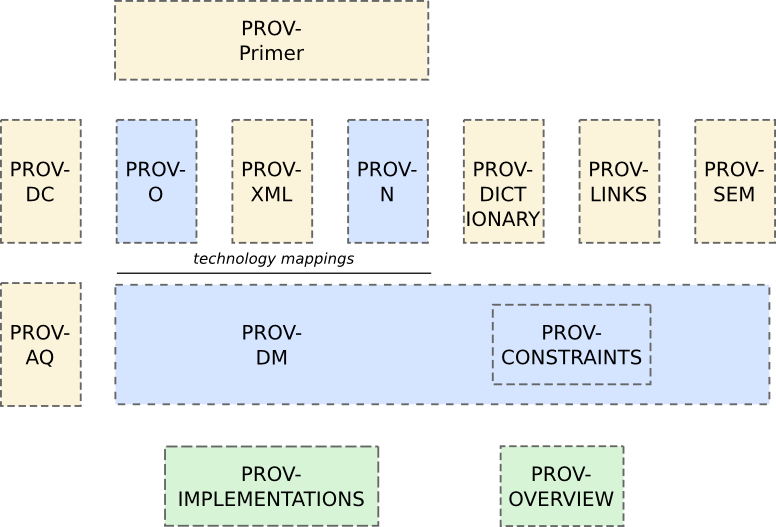 PROV-
Primer
PROV-
DC
PROV-
O
PROV-
XML
PROV-
N
PROV-
DICT
IONARY
PROV-
LINKS
PROV-
SEM
technology mappings
PROV-
AQ
PROV-
DM
PROV-
CONSTRAINTS
PROV-
IMPLEMENTATIONS
PROV-
OVERVIEW